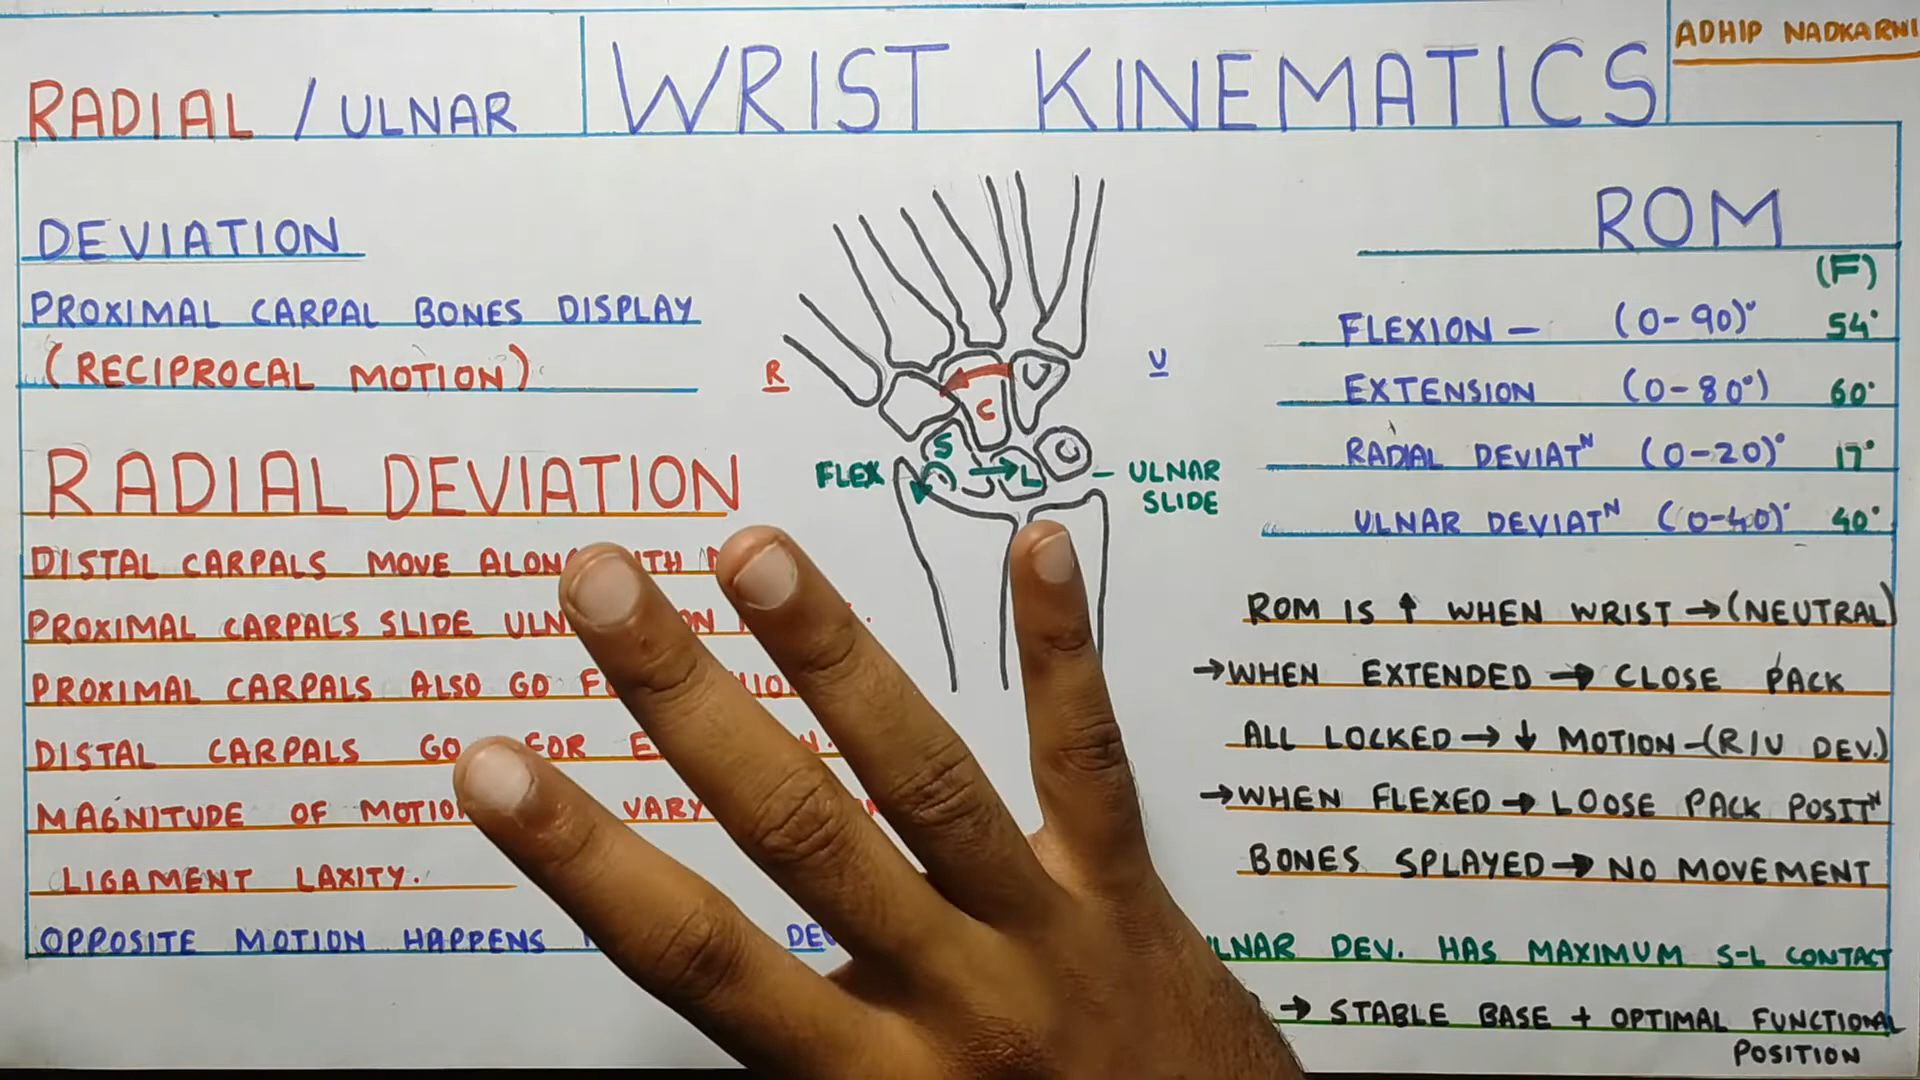 ADHIP NADKARNI
RADIAL / ULNAR
WRIST KINEMATICS
DEVIATION
PROXIMAL CARPAL BONES DISPLAY
(RECIPROCAL MOTION)
RADIAL DEVIATION
DISTAL CARPALS MOVE
PROXIMAL CARPALS SLIDE
PROXIMAL CARPALS ALSO GO
DISTAL CARPALS GO FOR
MAGNITUDE OF VARY
LIGAMENT LAXITY.
OPPOSITE MOTION HAPPENS
R
U
C
S
L
FLEX
ULNAR
SLIDE
ROM
(F)
FLEXION — (0-90)° 54°
EXTENSION (0-80°) 60°
RADIAL DEVIATᴺ (0-20)° 17°
ULNAR DEVIATᴺ (0-40)° 40°
ROM IS ↑ WHEN WRIST → (NEUTRAL)
→ WHEN EXTENDED → CLOSE PACK
ALL LOCKED → ↓ MOTION - (R/U DEV.)
→ WHEN FLEXED → LOOSE PACK POSITᴺ
BONES SPLAYED → NO MOVEMENT
DEV. HAS MAXIMUM S-L CONTACT
→ STABLE BASE + OPTIMAL FUNCTIONAL
POSITION